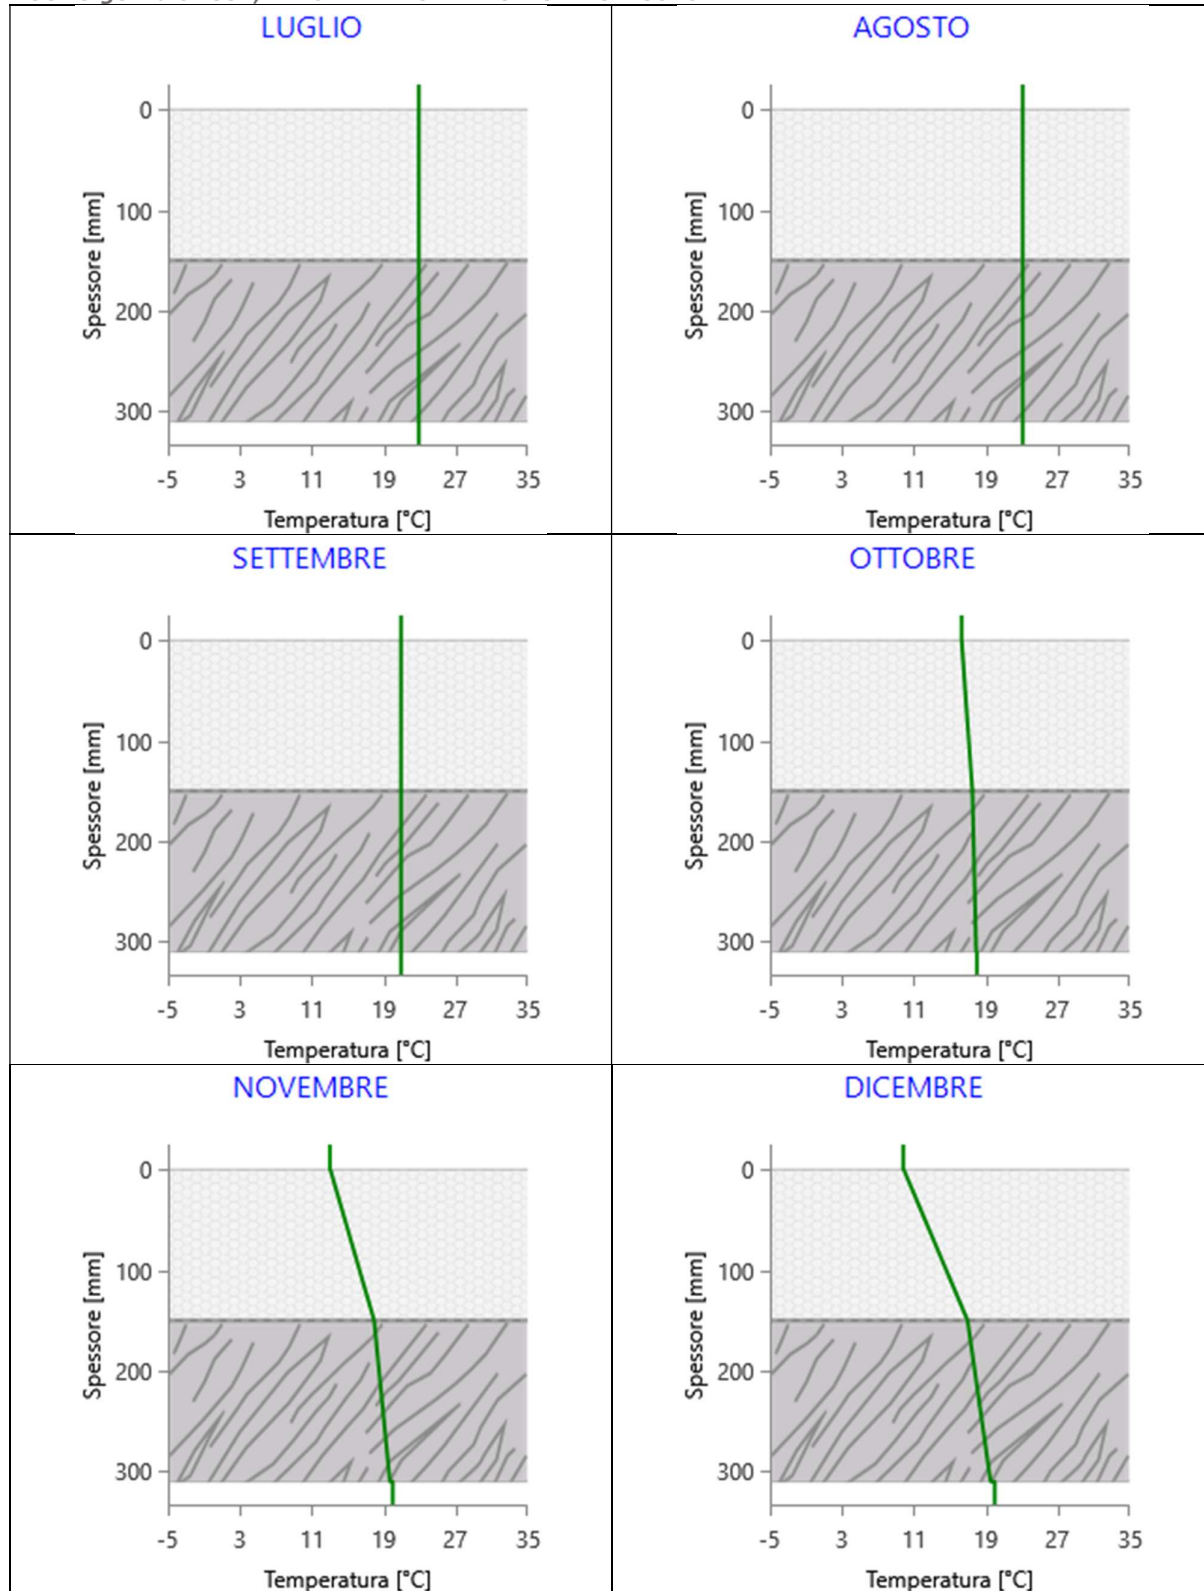 LUGLIO
0
100
200
300
Spessore [mm]
-5 3 11 19 27 35
Temperatura [°C]
AGOSTO
0
100
200
300
Spessore [mm]
-5 3 11 19 27 35
Temperatura [°C]
SETTEMBRE
0
100
200
300
Spessore [mm]
-5 3 11 19 27 35
Temperatura [°C]
OTTOBRE
0
100
200
300
Spessore [mm]
-5 3 11 19 27 35
Temperatura [°C]
NOVEMBRE
0
100
200
300
Spessore [mm]
-5 3 11 19 27 35
Temperatura [°C]
DICEMBRE
0
100
200
300
Spessore [mm]
-5 3 11 19 27 35
Temperatura [°C]